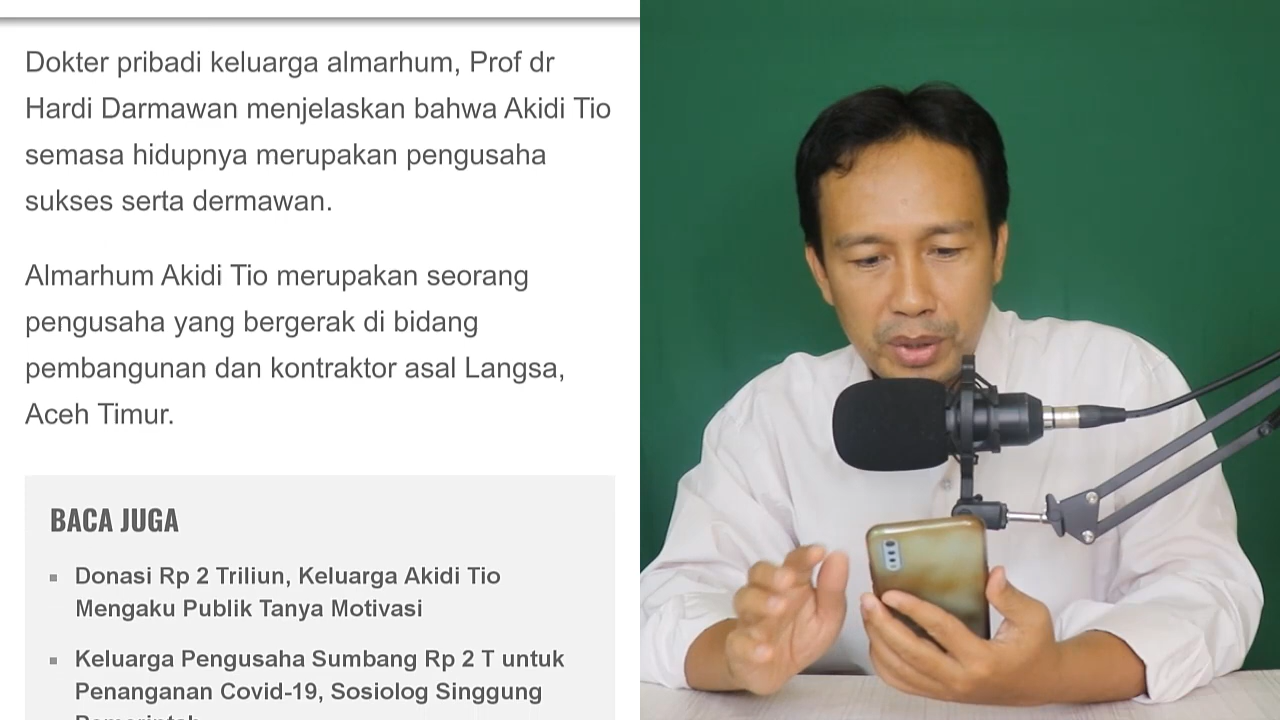 Dokter pribadi keluarga almarhum, Prof dr
Hardi Darmawan menjelaskan bahwa Akidi Tio
semasa hidupnya merupakan pengusaha
sukses serta dermawan.
Almarhum Akidi Tio merupakan seorang
pengusaha yang bergerak di bidang
pembangunan dan kontraktor asal Langsa,
Aceh Timur.
BACA JUGA
Donasi Rp 2 Triliun, Keluarga Akidi Tio
Mengaku Publik Tanya Motivasi
Keluarga Pengusaha Sumbang Rp 2 T untuk
Penanganan Covid-19, Sosiolog Singgung